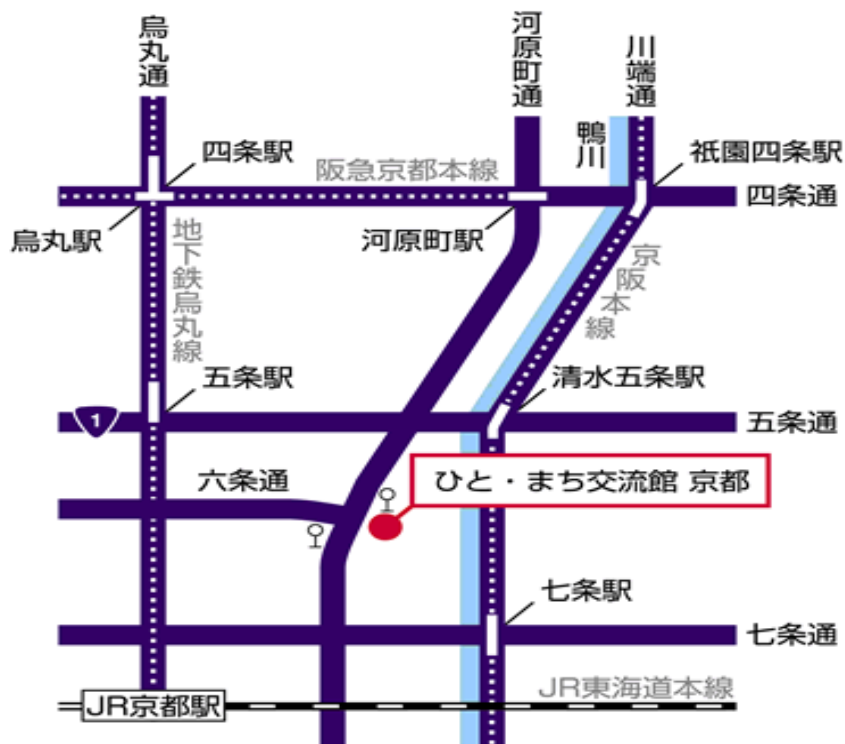 烏丸通
河原町通
川端通
鴨川
四条駅
阪急京都本線
祇園四条駅
四条通
烏丸駅
河原町駅
地下鉄烏丸線
京阪本線
五条駅
清水五条駅
1
五条通
六条通
ひと・まち交流館 京都
七条駅
七条通
JR東海道本線
JR京都駅